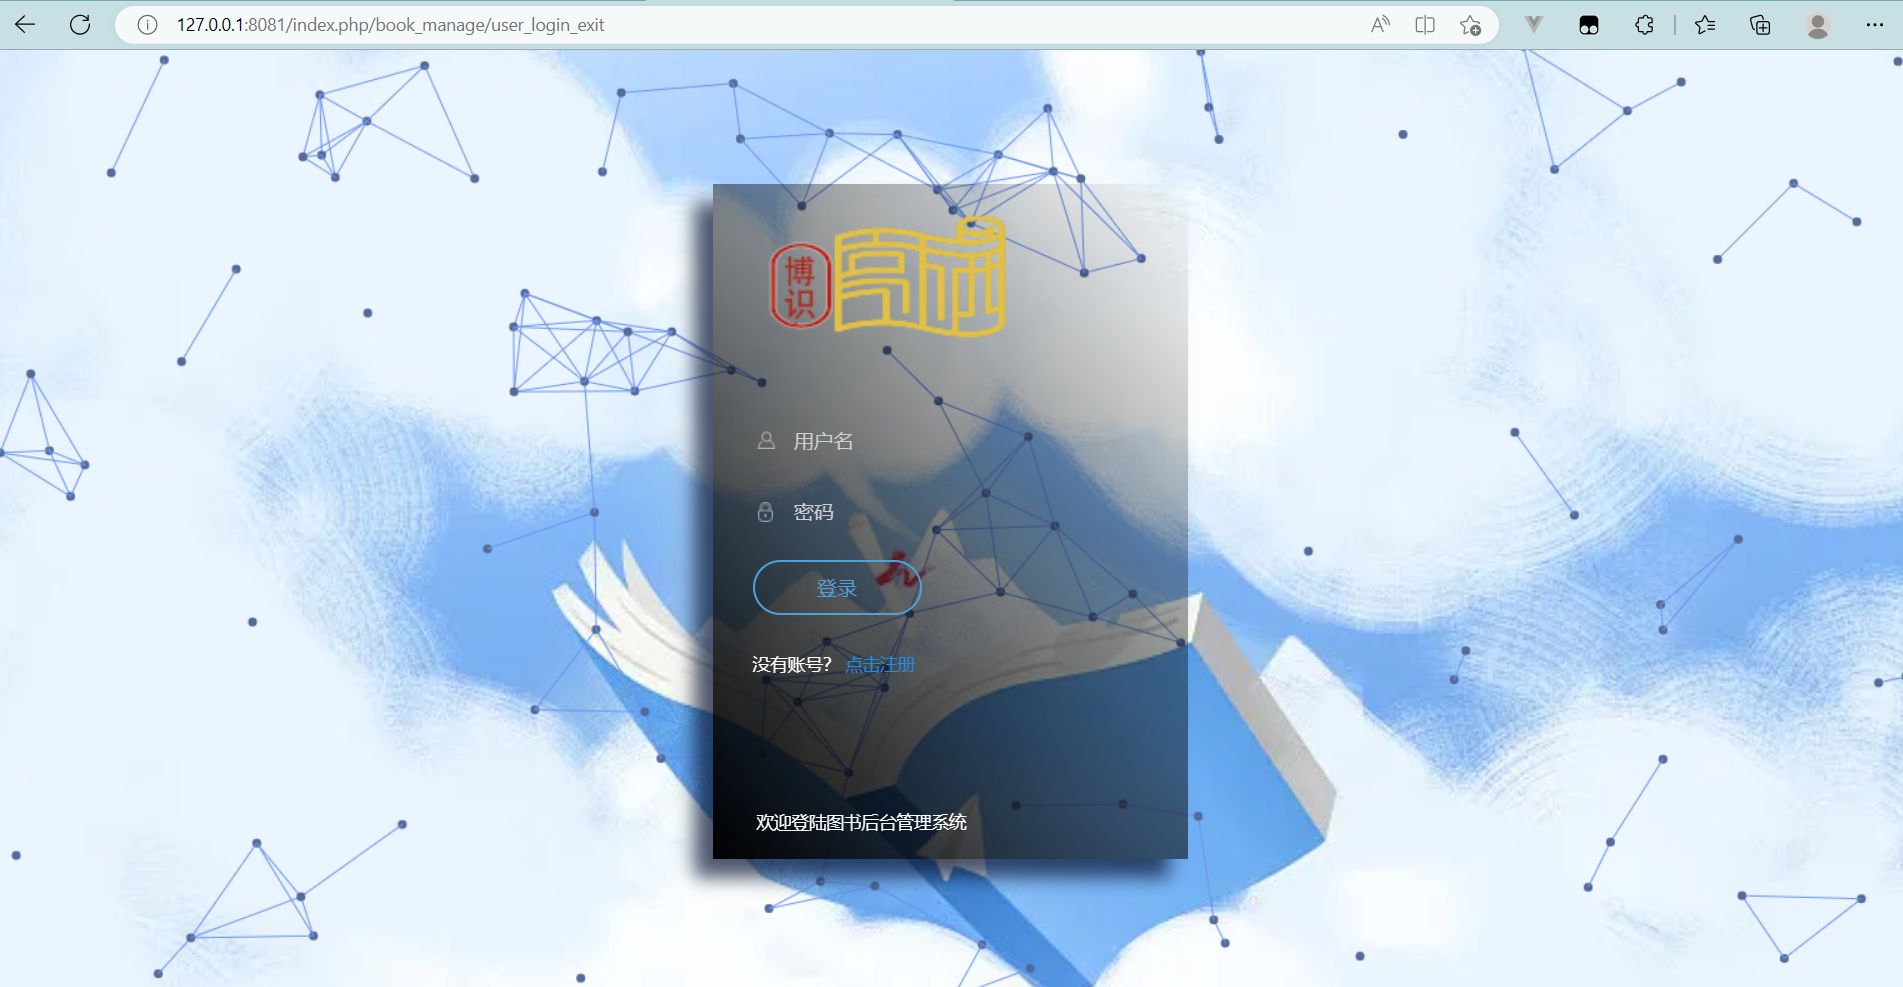 127.0.0.1:8081/index.php/book_manage/user_login_exit
博识
用户名
密码
登录
没有账号？ 点击注册
欢迎登陆图书后台管理系统